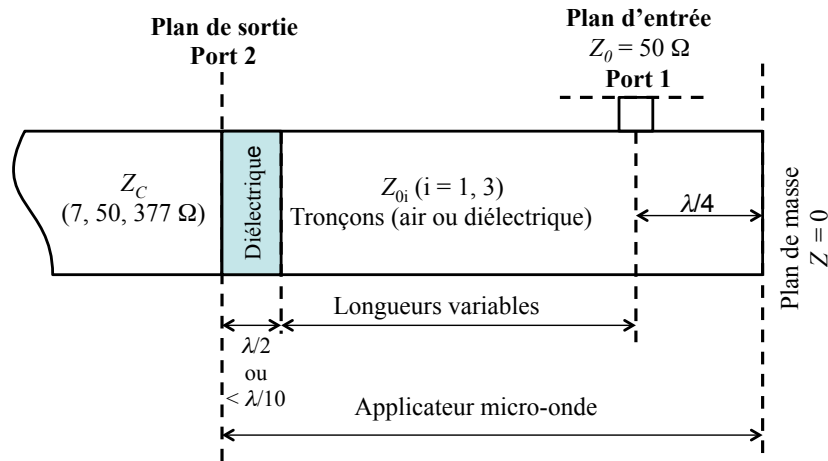 Plan de sortie
Port 2
Plan d’entrée
Z0 = 50 Ω
Port 1
ZC
(7, 50, 377 Ω)
Diélectrique
Z0i (i = 1, 3)
Tronçons (air ou diélectrique)
λ/4
Plan de masse
Z = 0
Longueurs variables
λ/2
ou
< λ/10
Applicateur micro-onde